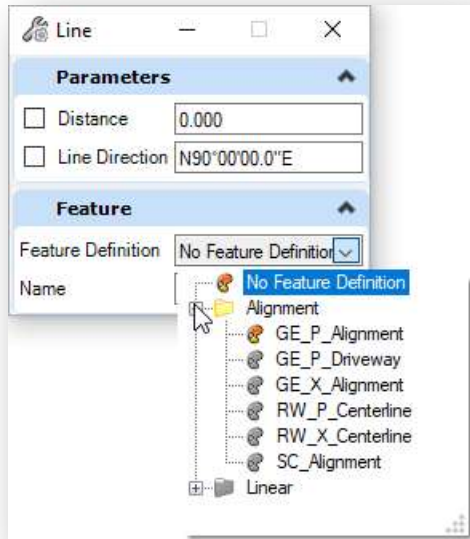 Line
Parameters
Distance 0.000
Line Direction N90°00'00.0"E
Feature
Feature Definition No Feature Definition
Name No Feature Definition
Alignment
GE_P_Alignment
GE_P_Driveway
GE_X_Alignment
RW_P_Centerline
RW_X_Centerline
SC_Alignment
Linear